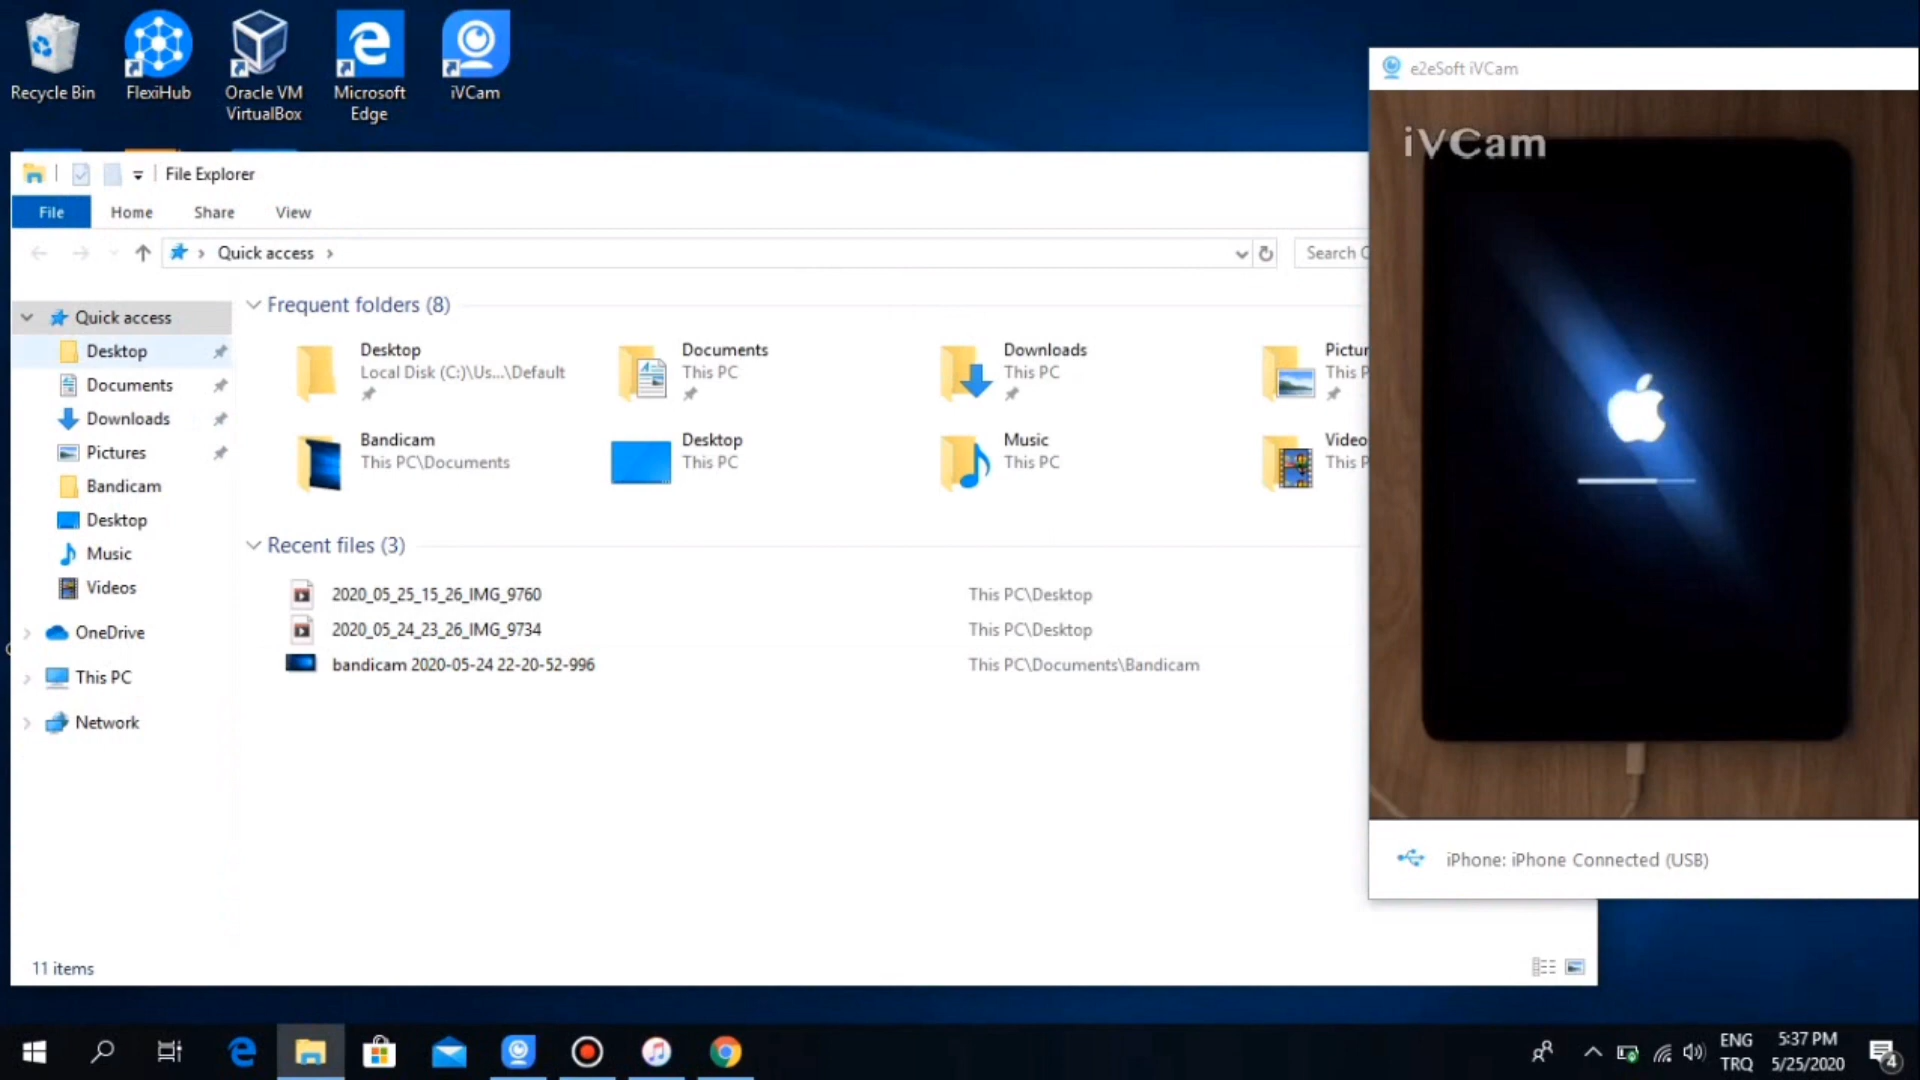 Recycle Bin
FlexiHub
Oracle VM
VirtualBox
Microsoft
Edge
iVCam
File Explorer
File
Home
Share
View
Quick access
Search
Quick access
Desktop
Documents
Downloads
Pictures
Bandicam
Desktop
Music
Videos
OneDrive
This PC
Network
Frequent folders (8)
Desktop
Local Disk (C:)\Us...\Default
Documents
This PC
Downloads
This PC
Pictur
This P
Bandicam
This PC\Documents
Desktop
This PC
Music
This PC
Video
This P
Recent files (3)
2020_05_25_15_26_IMG_9760
This PC\Desktop
2020_05_24_23_26_IMG_9734
This PC\Desktop
bandicam 2020-05-24 22-20-52-996
This PC\Documents\Bandicam
11 items
e2eSoft iVCam
iVCam
iPhone: iPhone Connected (USB)
ENG
TRQ
5:37 PM
5/25/2020
4